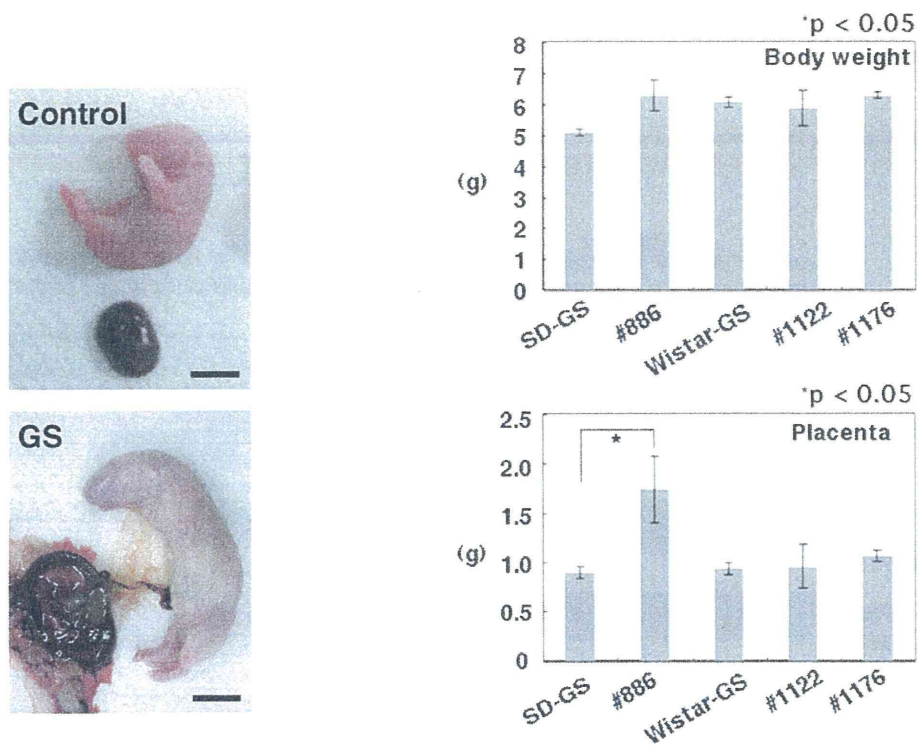 Control
GS
*p < 0.05
Body weight
8
7
6
5
4
3
2
1
0
(g)
SD-GS
#886
Wistar-GS
#1122
#1176
*p < 0.05
Placenta
2.5
2.0
1.5
1.0
0.5
0
(g)
*
SD-GS
#886
Wistar-GS
#1122
#1176